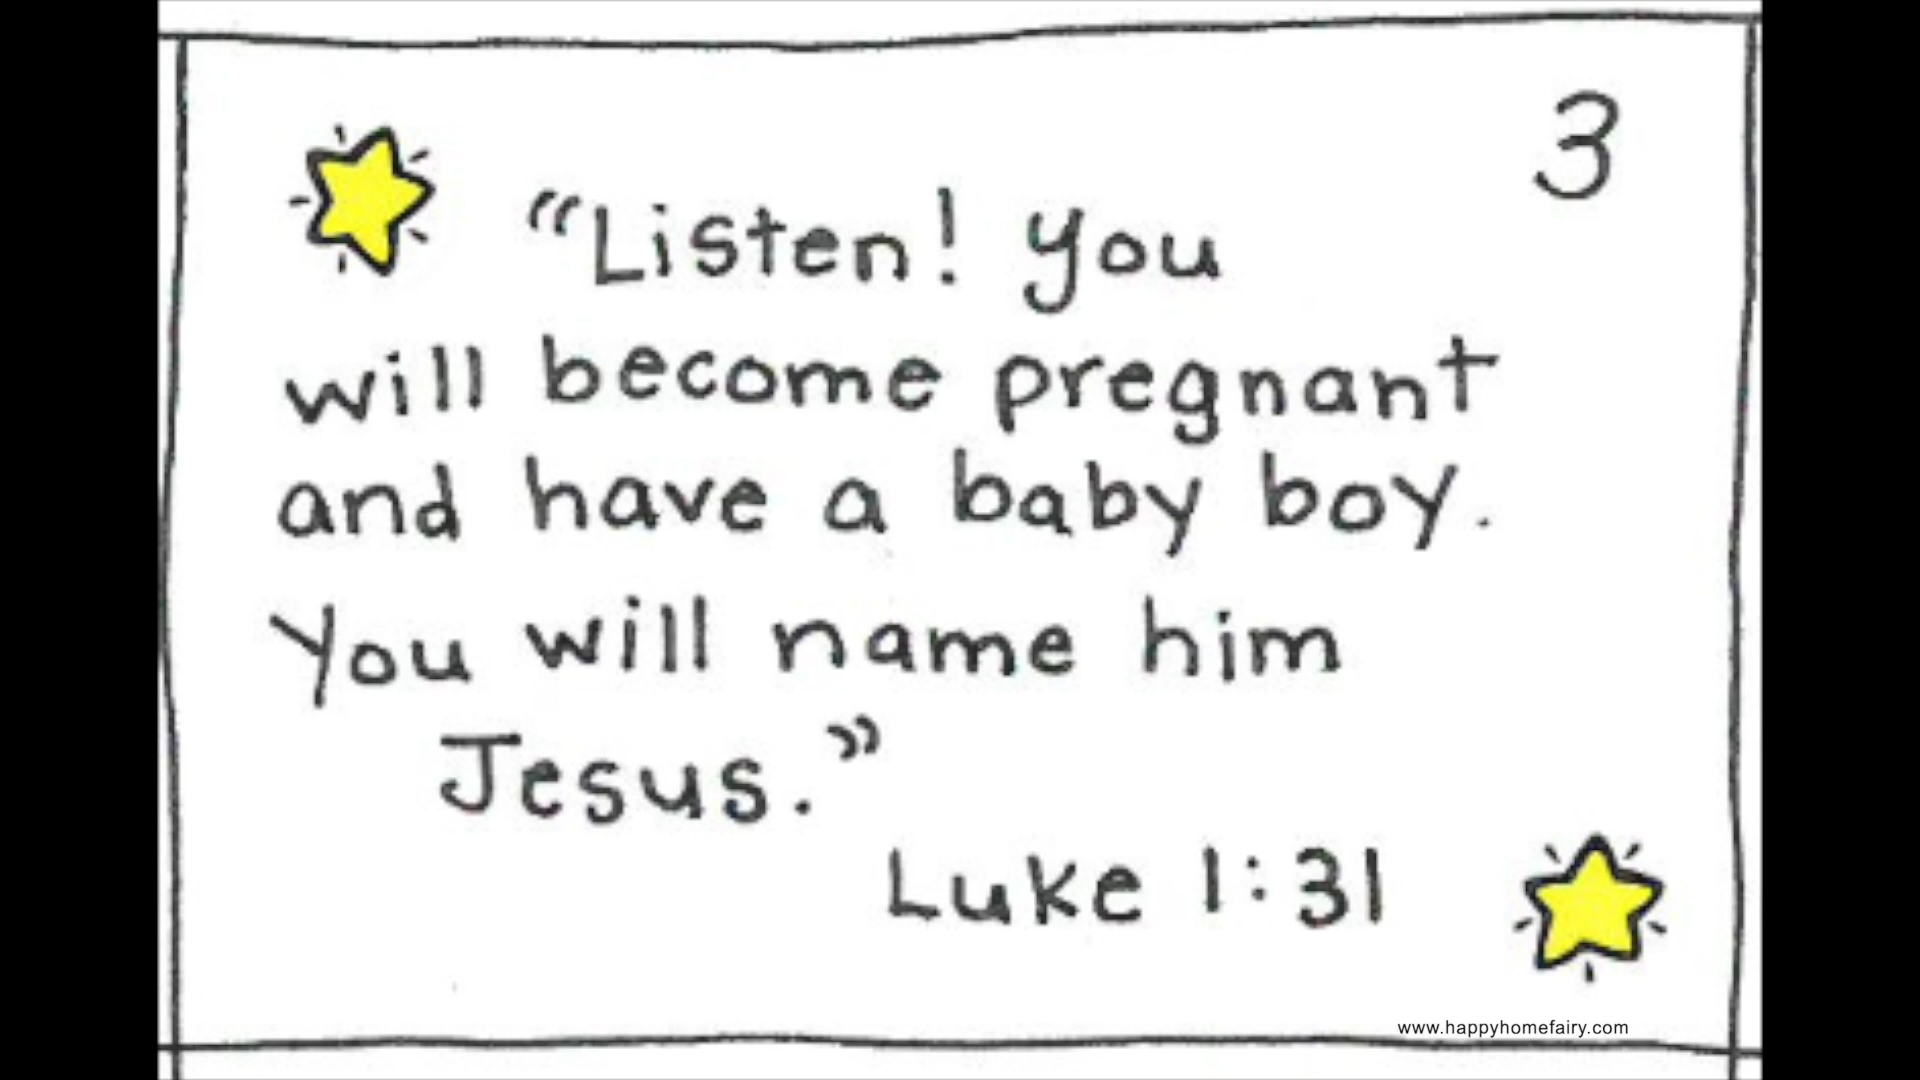 3
“Listen! You
will become pregnant
and have a baby boy.
You will name him
Jesus.”
Luke 1:31
www.happyhomefairy.com